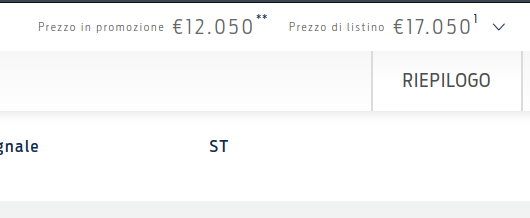 Prezzo in promozione €12.050** Prezzo di listino €17.050¹
RIEPILOGO
gnale ST